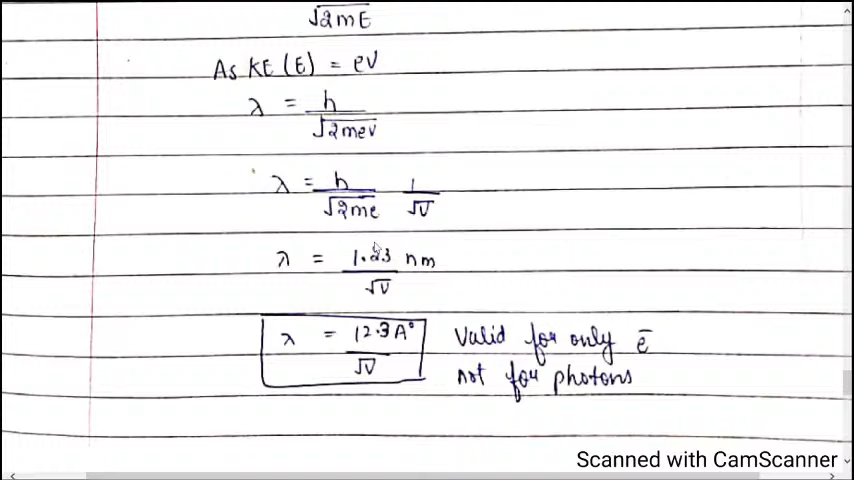 √2mE
As KE (E) = eV
λ = h
√2meV
λ = h 1
√2me √V
λ = 1.23 nm
√V
λ = 12.3 A° Valid for only e̅
√V not for photons
Scanned with CamScanner